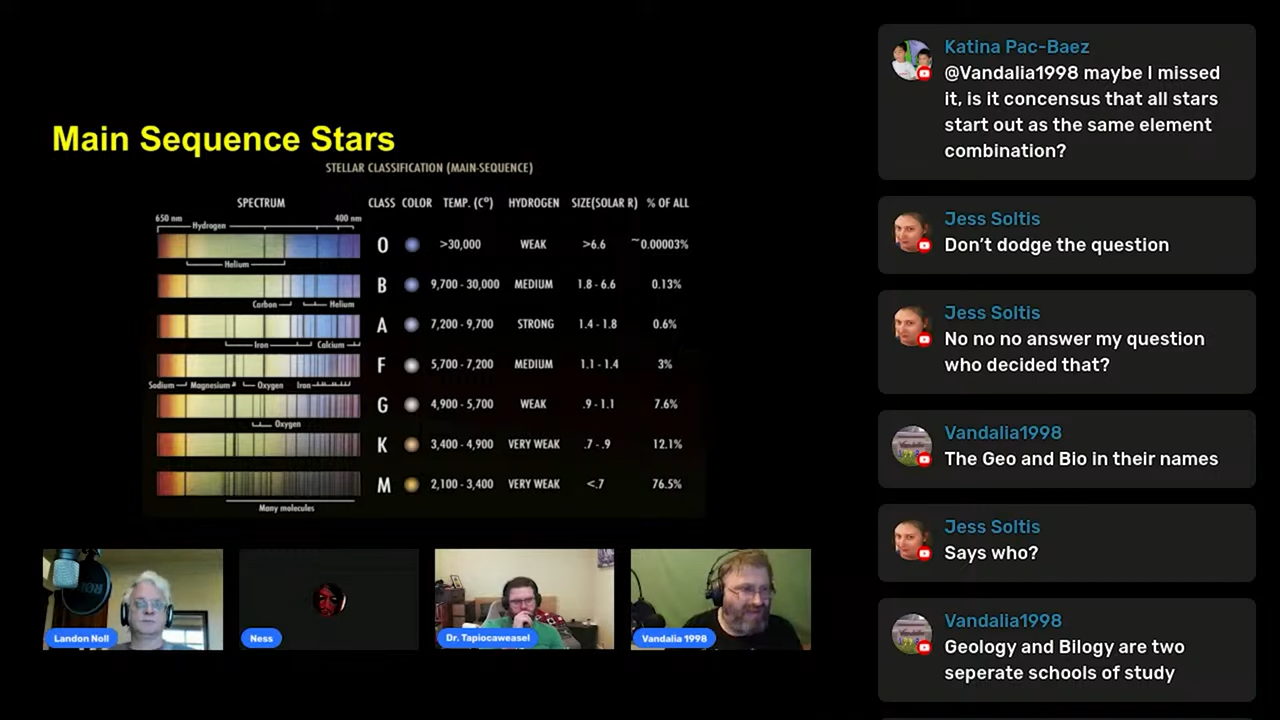 Main Sequence Stars
STELLAR CLASSIFICATION (MAIN-SEQUENCE)
SPECTRUM CLASS COLOR TEMP. (C°) HYDROGEN SIZE(SOLAR R) % OF ALL
650 nm 400 nm
Hydrogen
O >30,000 WEAK >6.6 ~0.00003%
Helium
B 9,700 - 30,000 MEDIUM 1.8 - 6.6 0.13%
Carbon Helium
A 7,200 - 9,700 STRONG 1.4 - 1.8 0.6%
Iron Calcium
F 5,700 - 7,200 MEDIUM 1.1 - 1.4 3%
Sodium Magnesium Oxygen Iron
G 4,900 - 5,700 WEAK .9 - 1.1 7.6%
Oxygen
K 3,400 - 4,900 VERY WEAK .7 - .9 12.1%
M 2,100 - 3,400 VERY WEAK <.7 76.5%
Many molecules
Landon Noll
Ness
Dr. Tapiocaweasel
Vandalia 1998
Katina Pac-Baez
@Vandalia1998 maybe I missed
it, is it concensus that all stars
start out as the same element
combination?
Jess Soltis
Don't dodge the question
Jess Soltis
No no no answer my question
who decided that?
Vandalia1998
The Geo and Bio in their names
Jess Soltis
Says who?
Vandalia1998
Geology and Bilogy are two
seperate schools of study